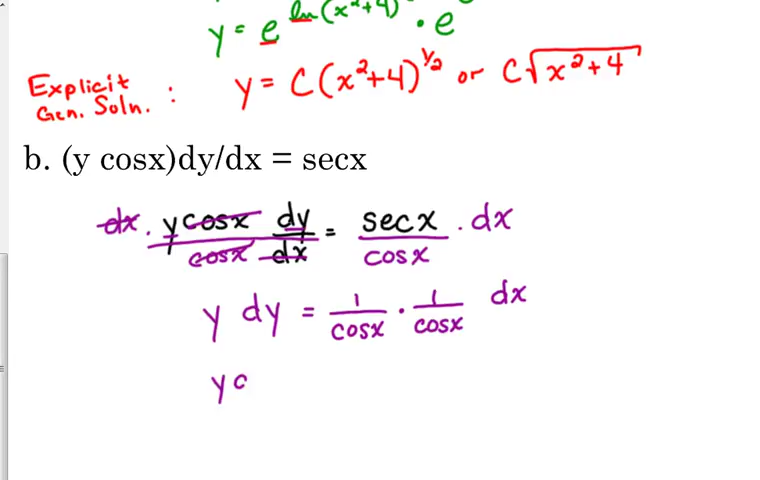 y = e ln(x²+4) · e
Explicit Gen. Soln. : y = C(x²+4)^½ or C√x²+4
b. (y cosx)dy/dx = secx
dx · y cosx dy / cosx dx = secx / cosx · dx
y dy = 1/cosx · 1/cosx dx
yd